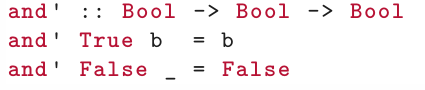 and' :: Bool -> Bool -> Bool
and' True b  = b
and' False _ = False